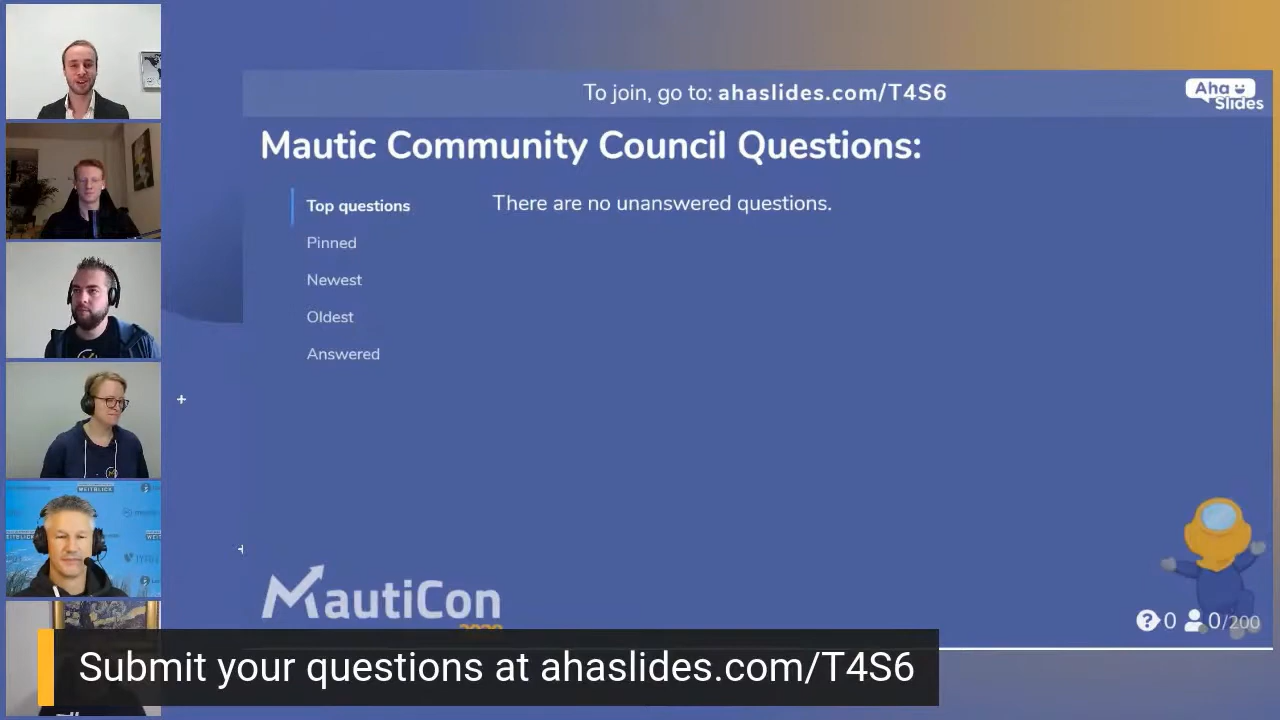 To join, go to: ahaslides.com/T4S6
Aha
Slides
Mautic Community Council Questions:
Top questions
There are no unanswered questions.
Pinned
Newest
Oldest
Answered
WEITBLICK
MautiCon
0 0/200
Submit your questions at ahaslides.com/T4S6